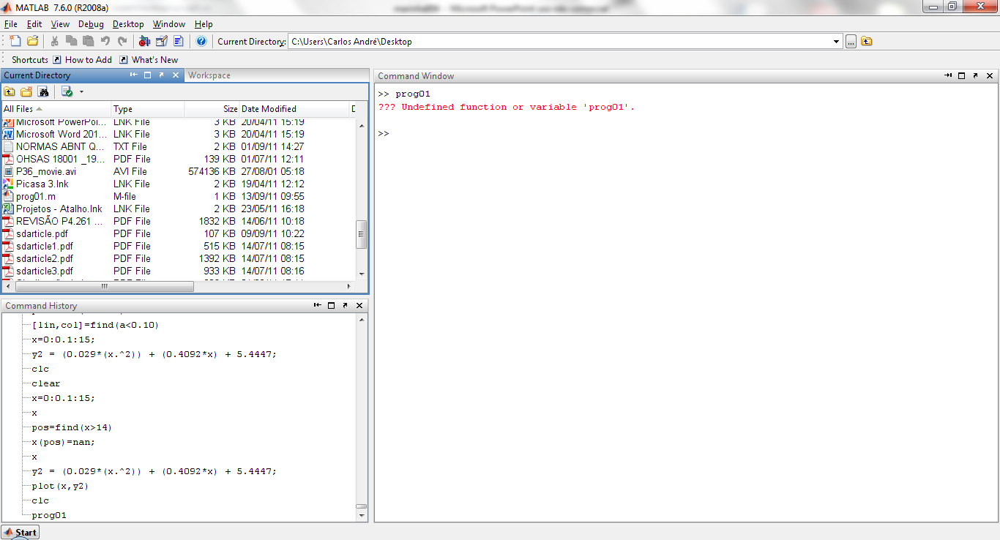 MATLAB 7.6.0 (R2008a)
File Edit View Debug Desktop Window Help
Current Directory: C:\Users\Carlos André\Desktop
Shortcuts How to Add What's New
Current Directory Workspace
All Files Type Size Date Modified
Microsoft PowerPoi... LNK File 3 KB 20/04/11 15:19
Microsoft Word 201... LNK File 3 KB 20/04/11 15:19
NORMAS ABNT Q... TXT File 2 KB 01/09/11 14:27
OHSAS 18001 _19... PDF File 139 KB 01/07/11 12:11
P36_movie.avi AVI File 574136 KB 27/08/01 05:18
Picasa 3.lnk LNK File 2 KB 19/04/11 12:12
prog01.m M-file 1 KB 13/09/11 09:55
Projetos - Atalho.lnk LNK File 2 KB 23/05/11 16:18
REVISÃO P4.261 ... PDF File 1832 KB 14/06/11 10:18
sdarticle.pdf PDF File 107 KB 09/09/11 10:22
sdarticle1.pdf PDF File 515 KB 14/07/11 08:15
sdarticle2.pdf PDF File 1392 KB 14/07/11 08:15
sdarticle3.pdf PDF File 933 KB 14/07/11 08:16
Command History
[lin,col]=find(a<0.10)
x=0:0.1:15;
y2 = (0.029*(x.^2)) + (0.4092*x) + 5.4447;
clc
clear
x=0:0.1:15;
x
pos=find(x>14)
x(pos)=nan;
x
y2 = (0.029*(x.^2)) + (0.4092*x) + 5.4447;
plot(x,y2)
clc
prog01
Command Window
>> prog01
??? Undefined function or variable 'prog01'.
>>
Start